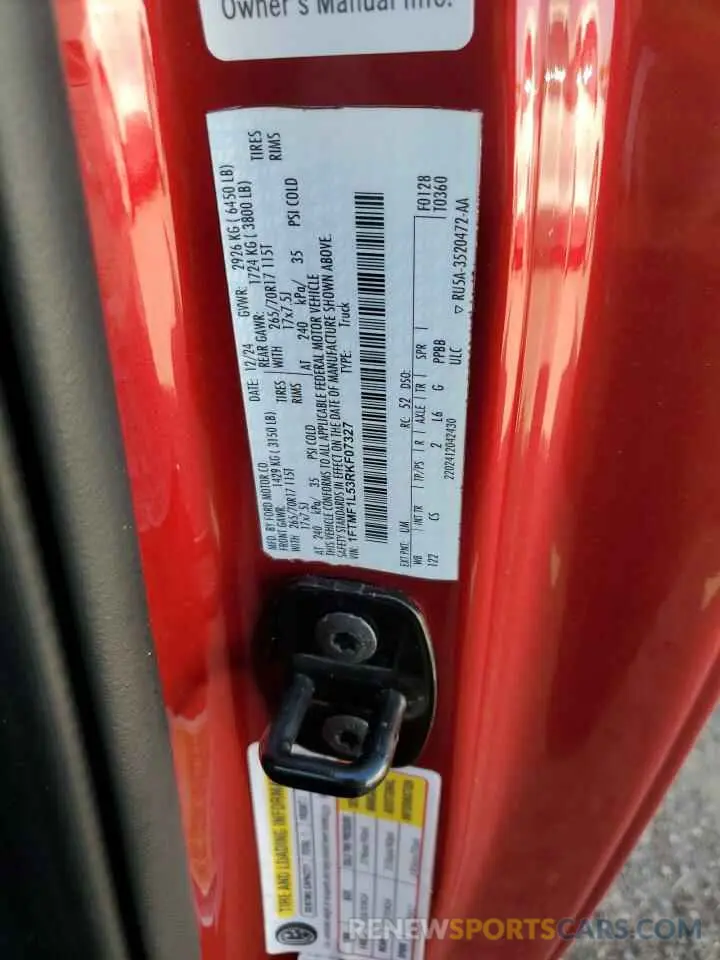 Owner's Manual Info.
MFD. BY FORD MOTOR CO. DATE: 12/24 GVWR: 2926 KG ( 6450 LB)
FRONT GAWR: 1429 KG ( 3150 LB) REAR GAWR: 1724 KG ( 3800 LB)
WITH 265/70R17 115T TIRES WITH 265/70R17 115T TIRES
17x7.5J RIMS 17x7.5J RIMS
AT 240 kPa/ 35 PSI COLD AT 240 kPa/ 35 PSI COLD
THIS VEHICLE CONFORMS TO ALL APPLICABLE FEDERAL MOTOR VEHICLE
SAFETY STANDARDS IN EFFECT ON THE DATE OF MANUFACTURE SHOWN ABOVE.
VIN: 1FTMF1L53RKF07327 TYPE: Truck
F0128
T0360
EXT PNT: RC: 52 DSO:
WB INT TR TP/PS R AXLE TR SPR
122 CS 2 L6 G PPBB
ULC
2202412042430
RU5A-3520472-AA
TIRE AND LOADING INFORMA
SEATING CAPACITY
RENEWSPORTSCARS.COM